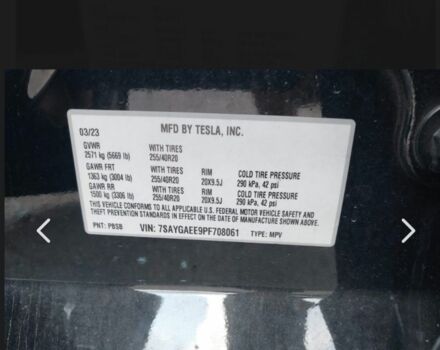 03/23 MFD BY TESLA, INC.
GVWR WITH TIRES
2571 kg (5669 lb) 255/40R20
GAWR FRT WITH TIRES RIM COLD TIRE PRESSURE
1363 kg (3004 lb) 255/40R20 20X9.5J 290 kPa, 42 psi
GAWR RR WITH TIRES RIM COLD TIRE PRESSURE
1500 kg (3306 lb) 255/40R20 20X9.5J 290 kPa, 42 psi
THIS VEHICLE CONFORMS TO ALL APPLICABLE U.S. FEDERAL MOTOR VEHICLE SAFETY AND
THEFT PREVENTION STANDARDS IN EFFECT ON THE DATE OF MANUFACTURE SHOWN ABOVE.
PNT: PBSB VIN: 7SAYGAEE9PF708061 TYPE: MPV